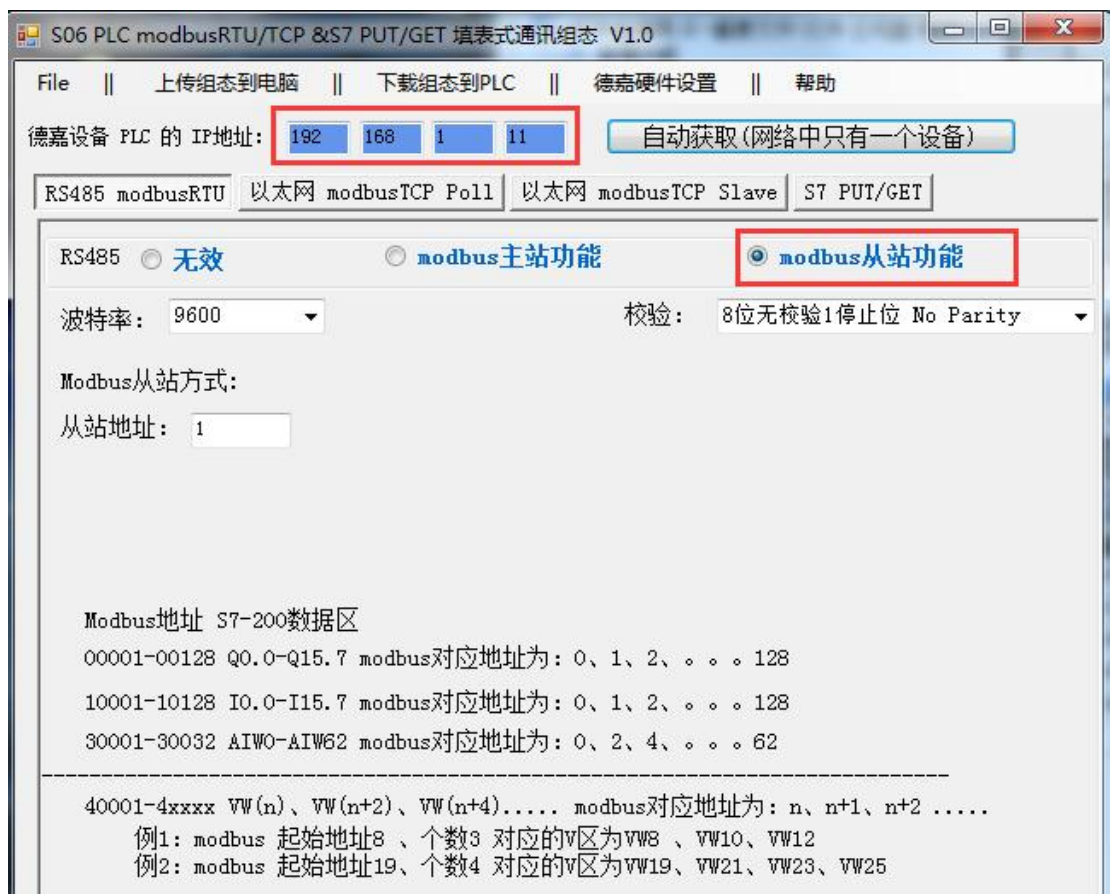 S06 PLC modbusRTU/TCP &S7 PUT/GET 填表式通讯组态 V1.0
File || 上传组态到电脑 || 下载组态到PLC || 德嘉硬件设置 || 帮助
德嘉设备 PLC 的 IP地址: 192 168 1 11 自动获取(网络中只有一个设备)
RS485 modbusRTU 以太网 modbusTCP Poll 以太网 modbusTCP Slave S7 PUT/GET
RS485 无效 modbus主站功能 modbus从站功能
波特率: 9600 校验: 8位无校验1停止位 No Parity
Modbus从站方式:
从站地址: 1
Modbus地址 S7-200数据区
00001-00128 Q0.0-Q15.7 modbus对应地址为: 0、1、2、。。。128
10001-10128 I0.0-I15.7 modbus对应地址为: 0、1、2、。。。128
30001-30032 AIW0-AIW62 modbus对应地址为: 0、2、4、。。。62
40001-4xxxx VW(n)、VW(n+2)、VW(n+4)..... modbus对应地址为: n、n+1、n+2 .....
例1: modbus 起始地址8 、个数3 对应的V区为VW8 、VW10、VW12
例2: modbus 起始地址19、个数4 对应的V区为VW19、VW21、VW23、VW25